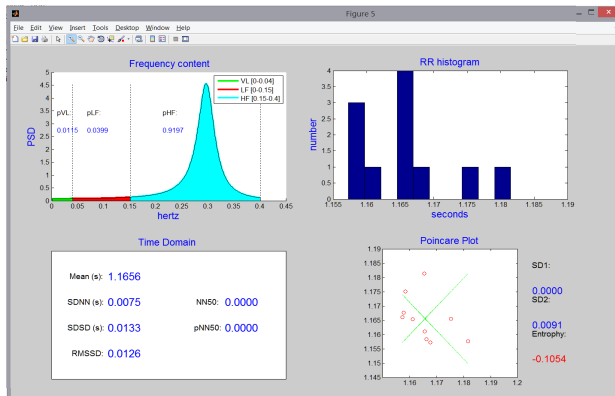 Figure 5
File Edit View Insert Tools Desktop Window Help
Frequency content
5
4.5
4
3.5
3
2.5
2
1.5
1
0.5
0
PSD
pVL:
pLF:
pHF:
0.0115
0.0399
0.9197
VL [0-0.04]
LF [0-0.15]
HF [0.15-0.4]
0 0.05 0.1 0.15 0.2 0.25 0.3 0.35 0.4 0.45
hertz
RR histogram
4
3.5
3
2.5
2
1.5
1
0.5
0
number
1.155 1.16 1.165 1.17 1.175 1.18 1.185 1.19
seconds
Time Domain
Mean (s): 1.1656
SDNN (s): 0.0075 NN50: 0.0000
SDSD (s): 0.0133 pNN50: 0.0000
RMSSD: 0.0126
Poincare Plot
1.19
1.185
1.18
1.175
1.17
1.165
1.16
1.155
1.15
1.145
1.16 1.17 1.18 1.19 1.2
SD1:
0.0000
SD2:
0.0091
Entrophy:
-0.1054